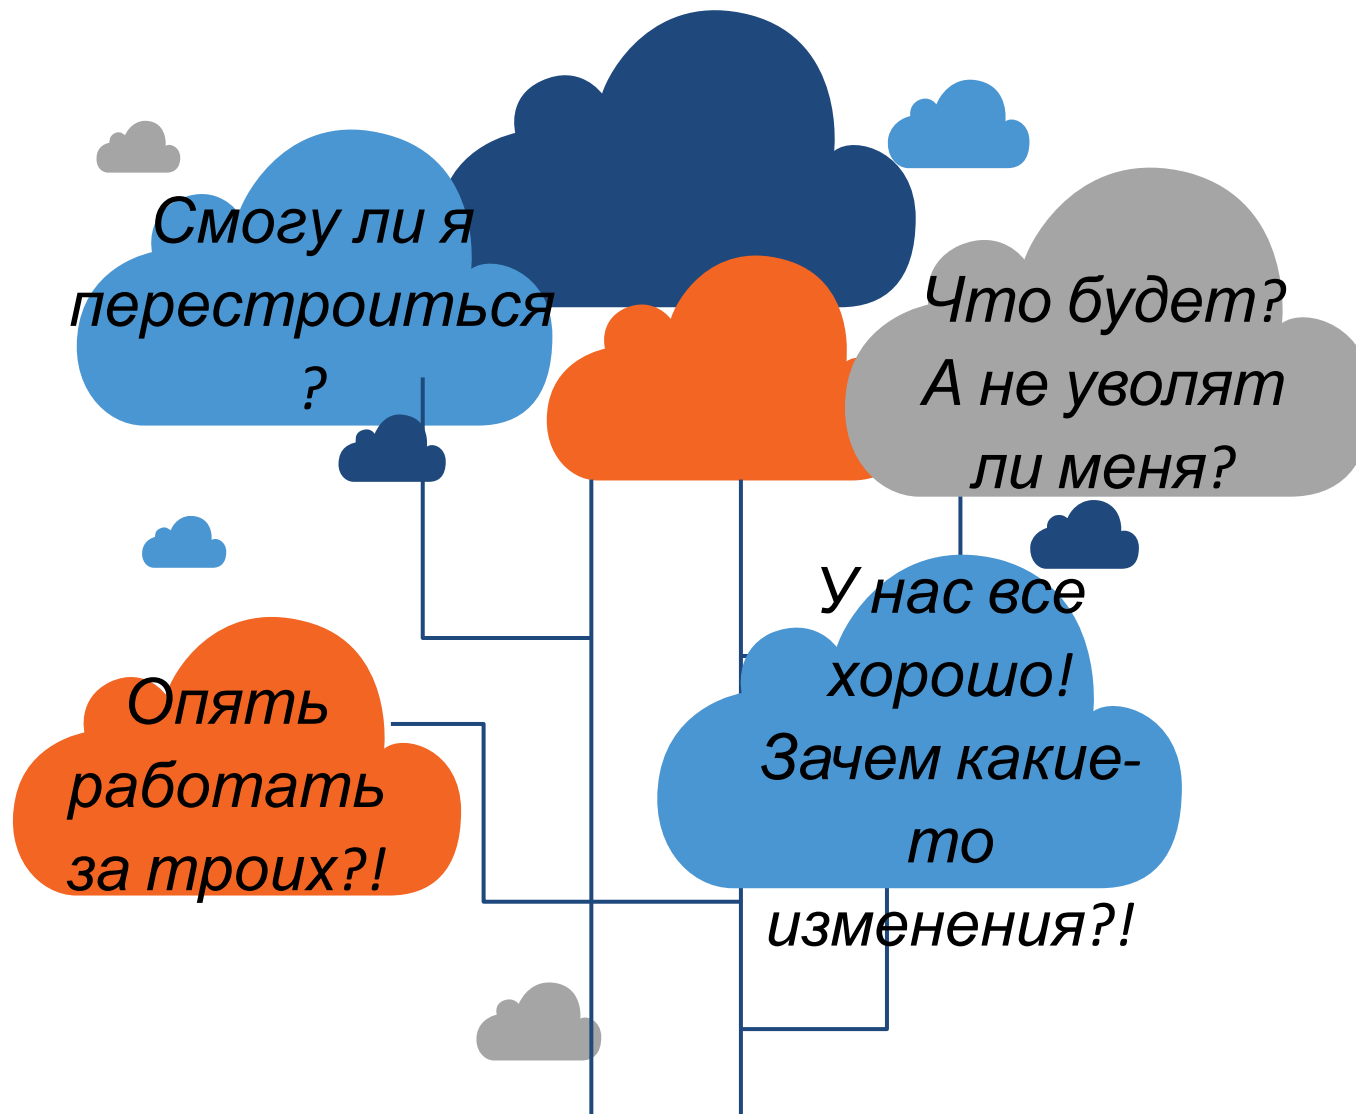 Смогу ли я
перестроиться
?
Что будет?
А не уволят
ли меня?
У нас все
хорошо!
Зачем какие-
то
изменения?!
Опять
работать
за троих?!